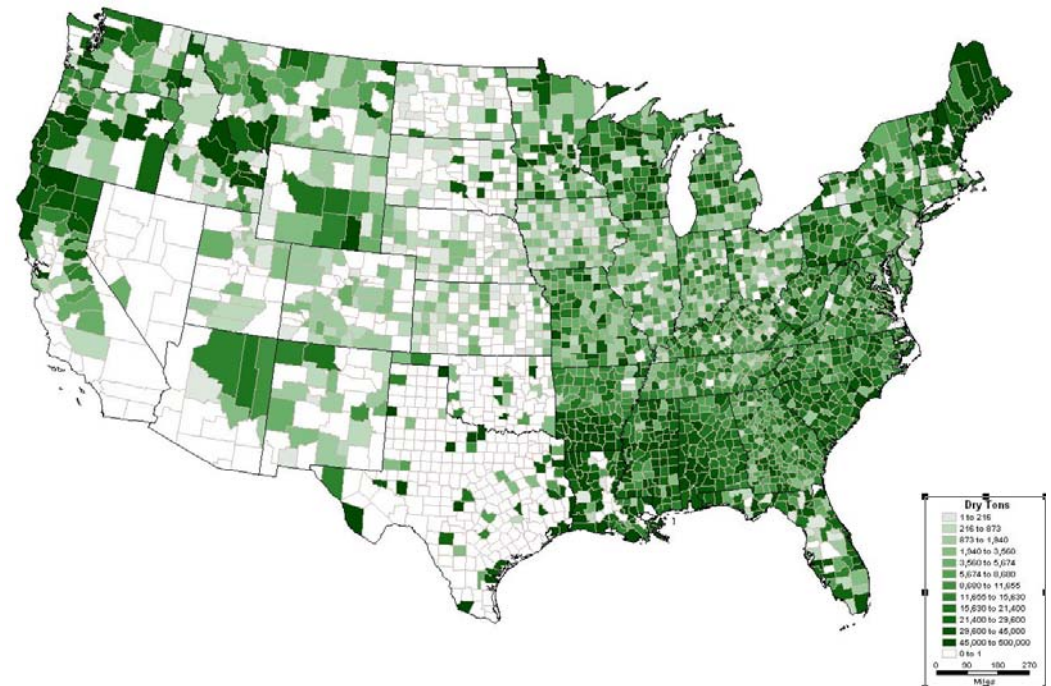 Dry Tons
1 to 216
216 to 873
873 to 1,940
1,940 to 3,560
3,560 to 5,674
5,674 to 8,680
8,680 to 11,655
11,655 to 15,630
15,630 to 21,400
21,400 to 29,600
29,600 to 45,000
45,000 to 500,000
0 to 1
0 90 180 270
Miles